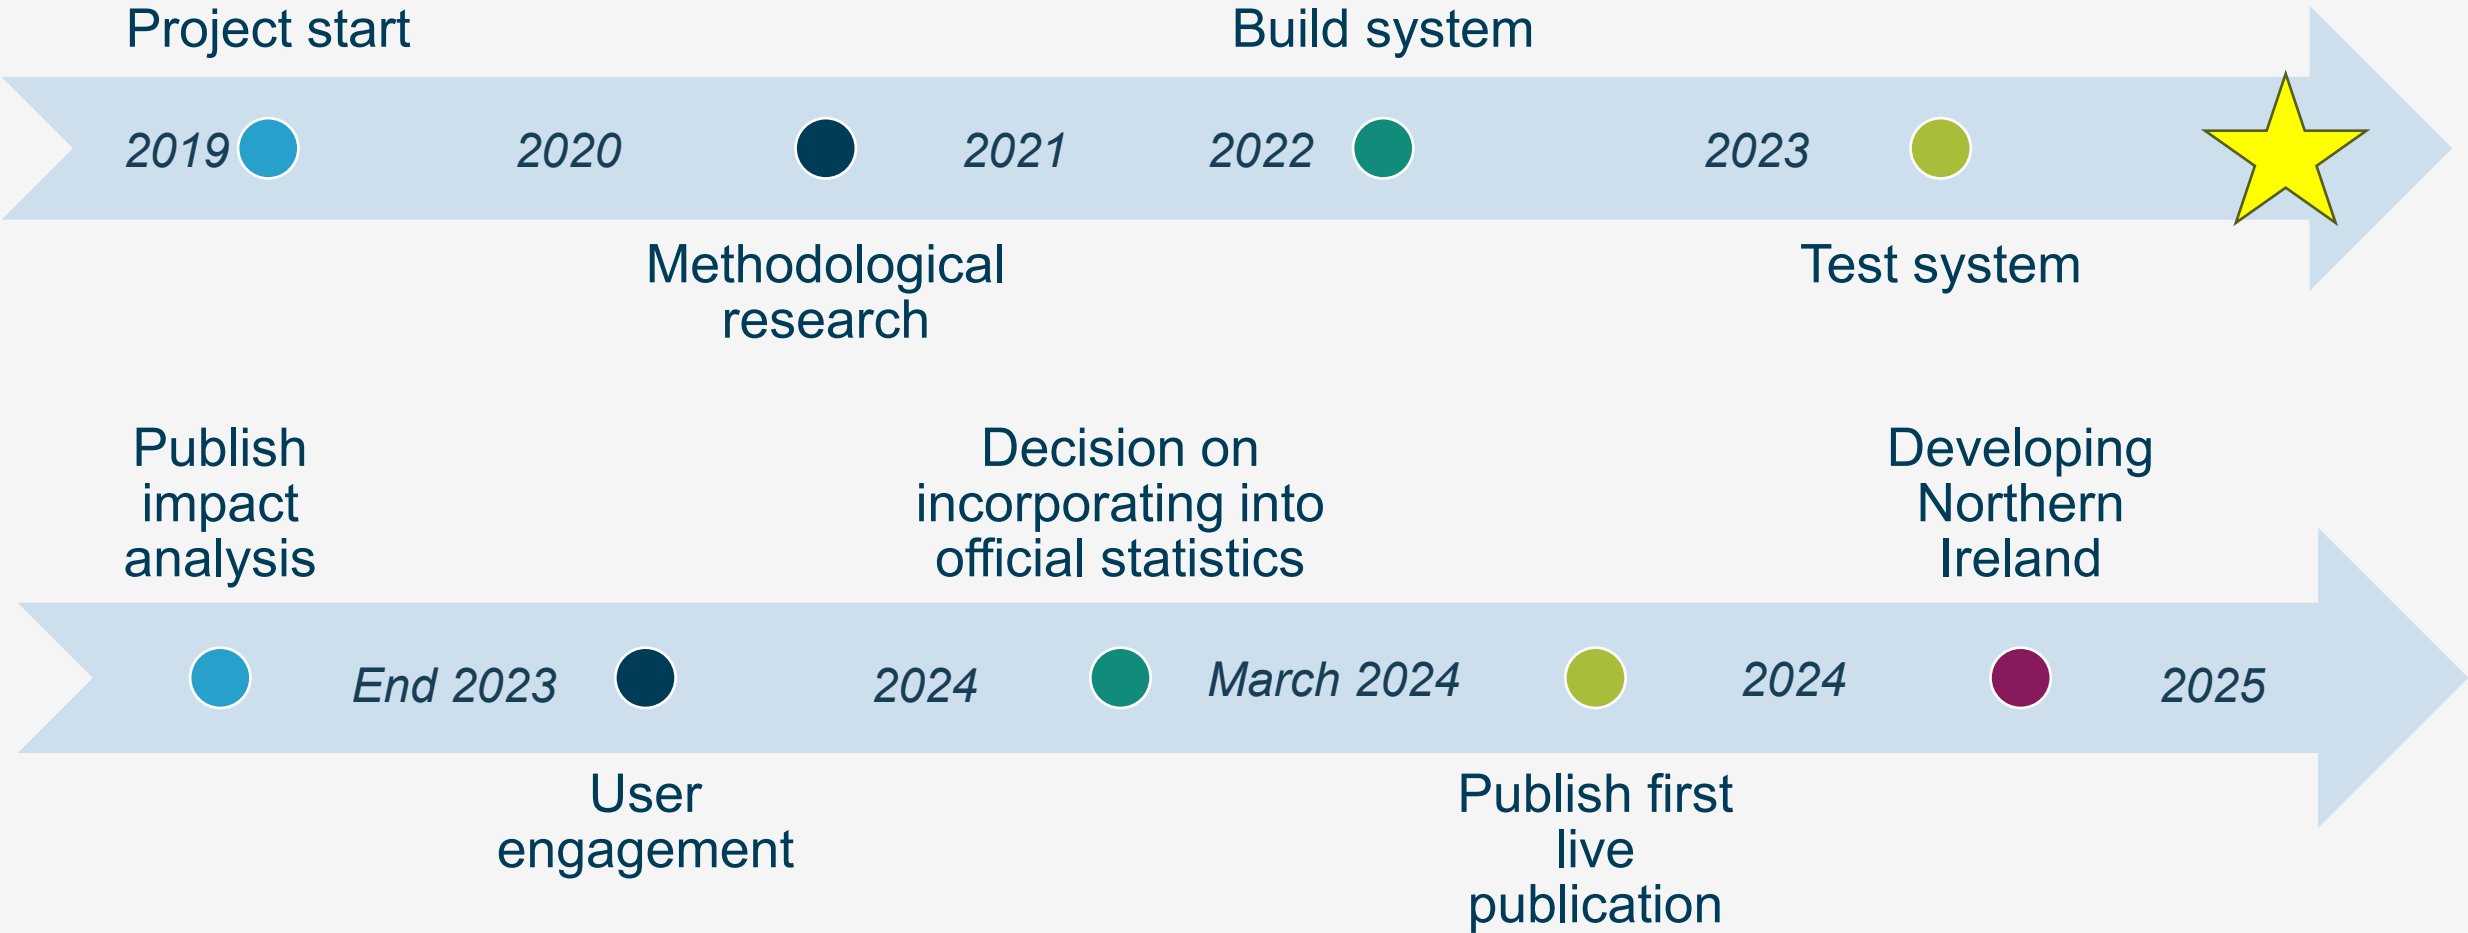 Project start
Build system
2019
2020
2021
2022
2023
Methodological
research
Test system
Publish
impact
analysis
Decision on
incorporating into
official statistics
Developing
Northern
Ireland
End 2023
2024
March 2024
2024
2025
User
engagement
Publish first
live
publication